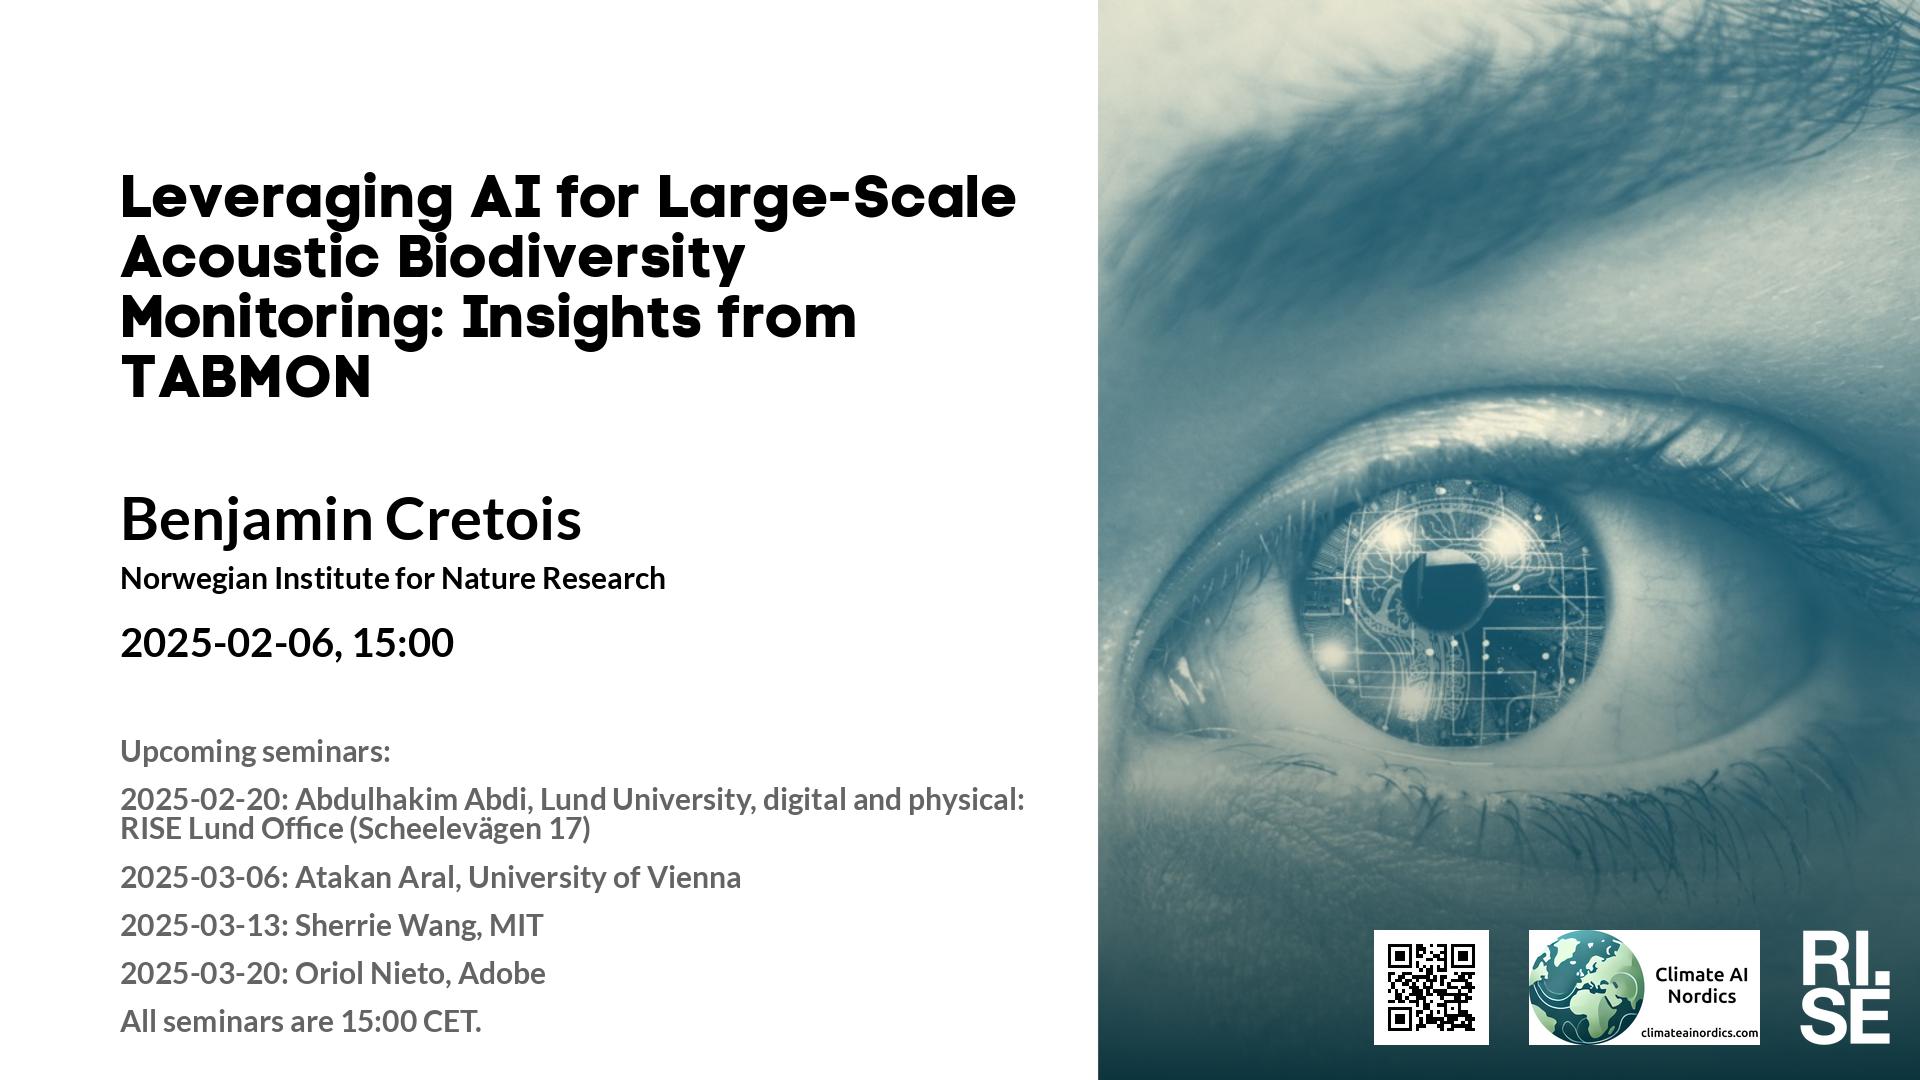 Leveraging AI for Large-Scale
Acoustic Biodiversity
Monitoring: Insights from
TABMON
Benjamin Cretois
Norwegian Institute for Nature Research
2025-02-06, 15:00
Upcoming seminars:
2025-02-20: Abdulhakim Abdi, Lund University, digital and physical:
RISE Lund Office (Scheelevägen 17)
2025-03-06: Atakan Aral, University of Vienna
2025-03-13: Sherrie Wang, MIT
2025-03-20: Oriol Nieto, Adobe
All seminars are 15:00 CET.
Climate AI
Nordics
climateainordics.com
RI.
SE